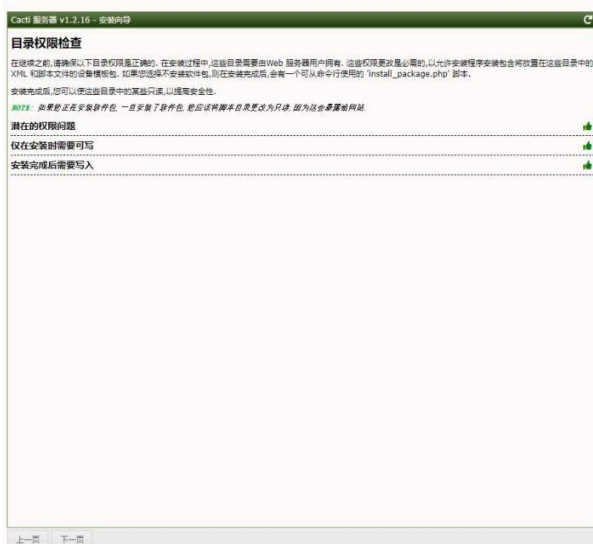 Cacti 服务器 v1.2.16 - 安装向导
目录权限检查
在继续之前,请确保以下目录权限是正确的. 在安装过程中,这些目录需要由Web 服务器用户拥有. 这些权限更改是必需的,以允许安装程序安装包含将放置在这些目录中的
XML 和脚本文件的设备模板包. 如果您选择不安装软件包,则在安装完成后,会有一个可从命令行使用的 'install_package.php' 脚本.
安装完成后,您可以使这些目录中的某些只读,以提高安全性.
NOTE: 如果您正在安装软件包, 一旦安装了软件包, 您应该将脚本目录更改为只读, 因为这会暴露给网站.
潜在的权限问题
仅在安装时需要可写
安装完成后需要写入
上一页 下一页